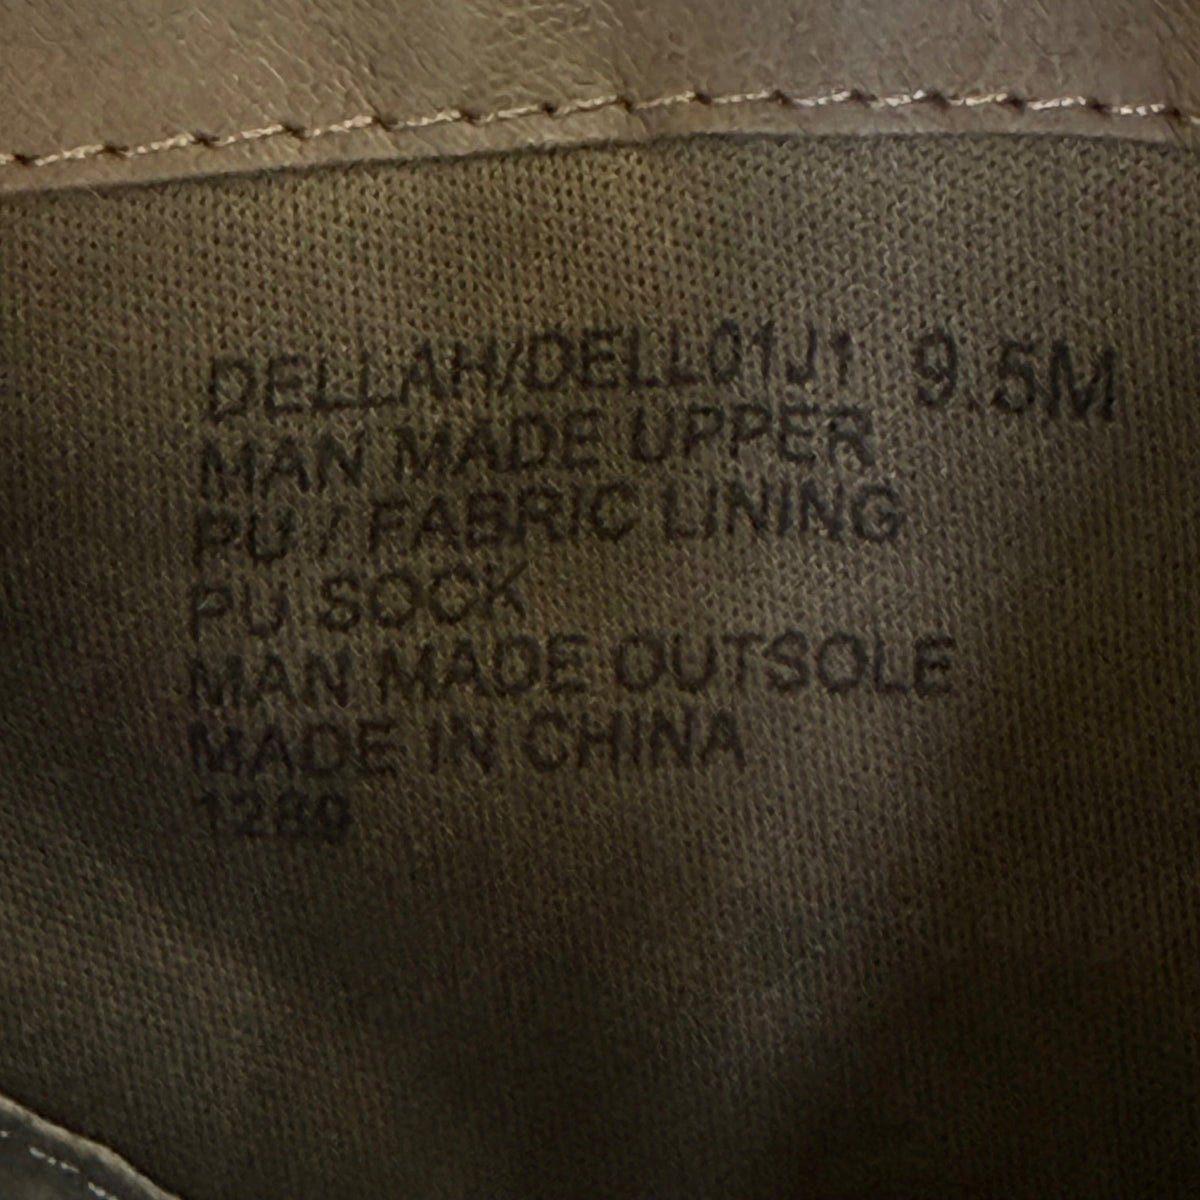 DELLAH/DELL01J1 9.5M
MAN MADE UPPER
PU / FABRIC LINING
PU SOCK
MAN MADE OUTSOLE
MADE IN CHINA
1289